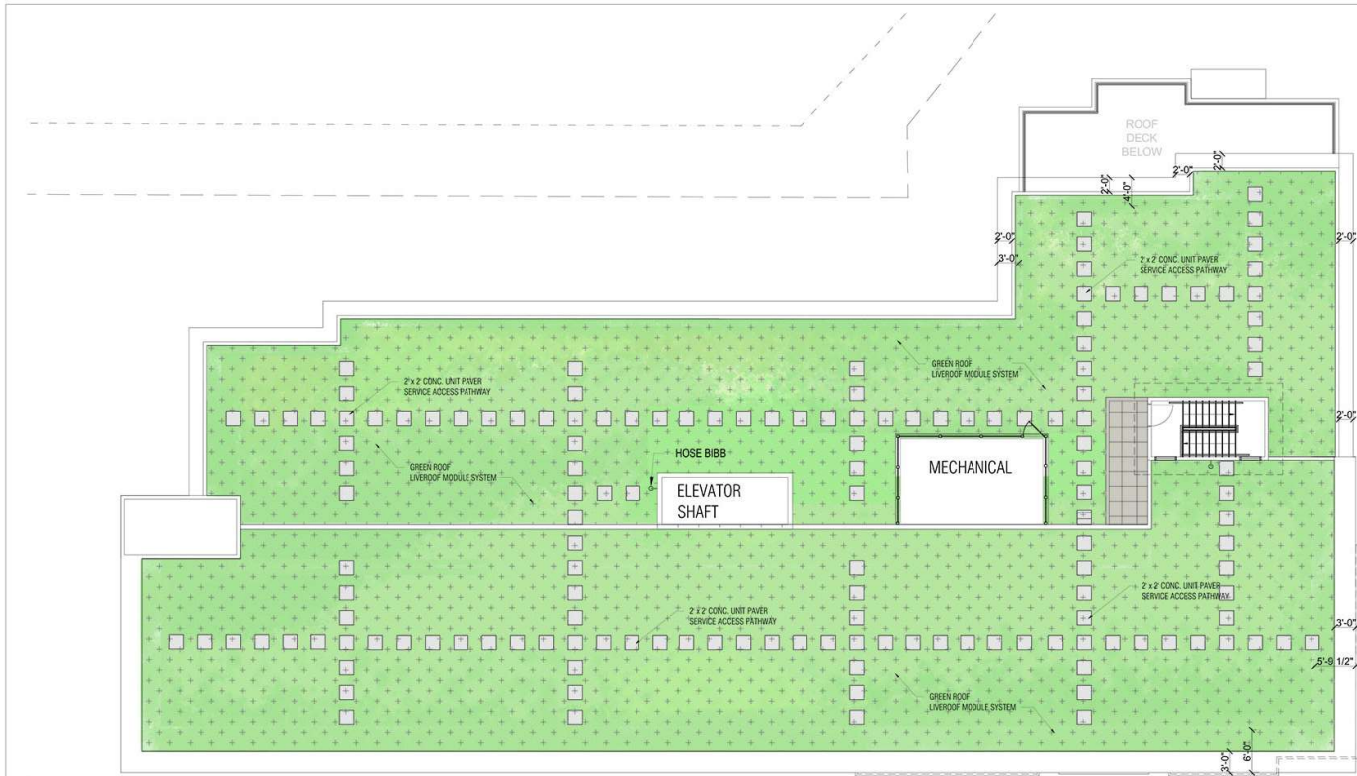 ROOF
DECK
BELOW
2'-0"
2'-0"
2'-0"
4'-0"
2'-0"
3'-0"
2'-0"
2' x 2' CONC. UNIT PAVER
SERVICE ACCESS PATHWAY
GREEN ROOF
LIVEROOF MODULE SYSTEM
2' x 2' CONC. UNIT PAVER
SERVICE ACCESS PATHWAY
2'-0"
HOSE BIBB
GREEN ROOF
LIVEROOF MODULE SYSTEM
MECHANICAL
ELEVATOR
SHAFT
2' x 2' CONC. UNIT PAVER
SERVICE ACCESS PATHWAY
2' x 2' CONC. UNIT PAVER
SERVICE ACCESS PATHWAY
3'-0"
5'-9 1/2"
GREEN ROOF
LIVEROOF MODULE SYSTEM
3'-0"
6'-0"